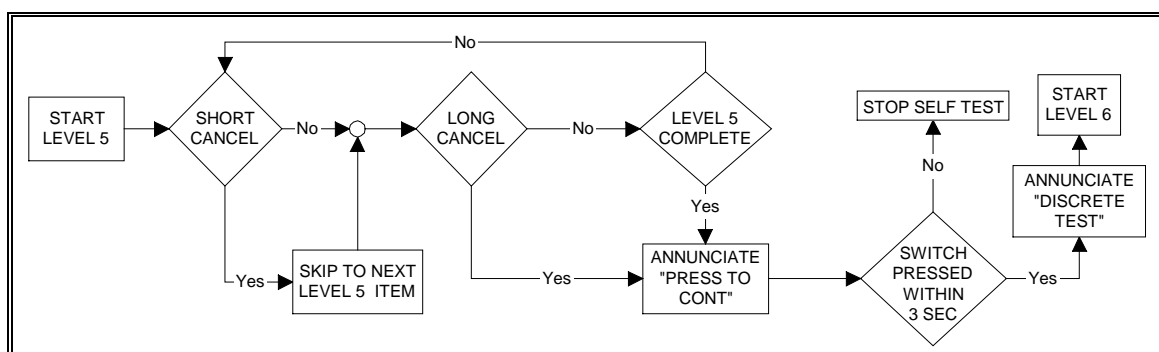 No
START
LEVEL 5
SHORT
CANCEL
No
LONG
CANCEL
No
LEVEL 5
COMPLETE
STOP SELF TEST
START
LEVEL 6
No
ANNUNCIATE
"DISCRETE
TEST"
Yes
Yes
SKIP TO NEXT
LEVEL 5 ITEM
Yes
ANNUNCIATE
"PRESS TO
CONT"
SWITCH
PRESSED
WITHIN
3 SEC
Yes